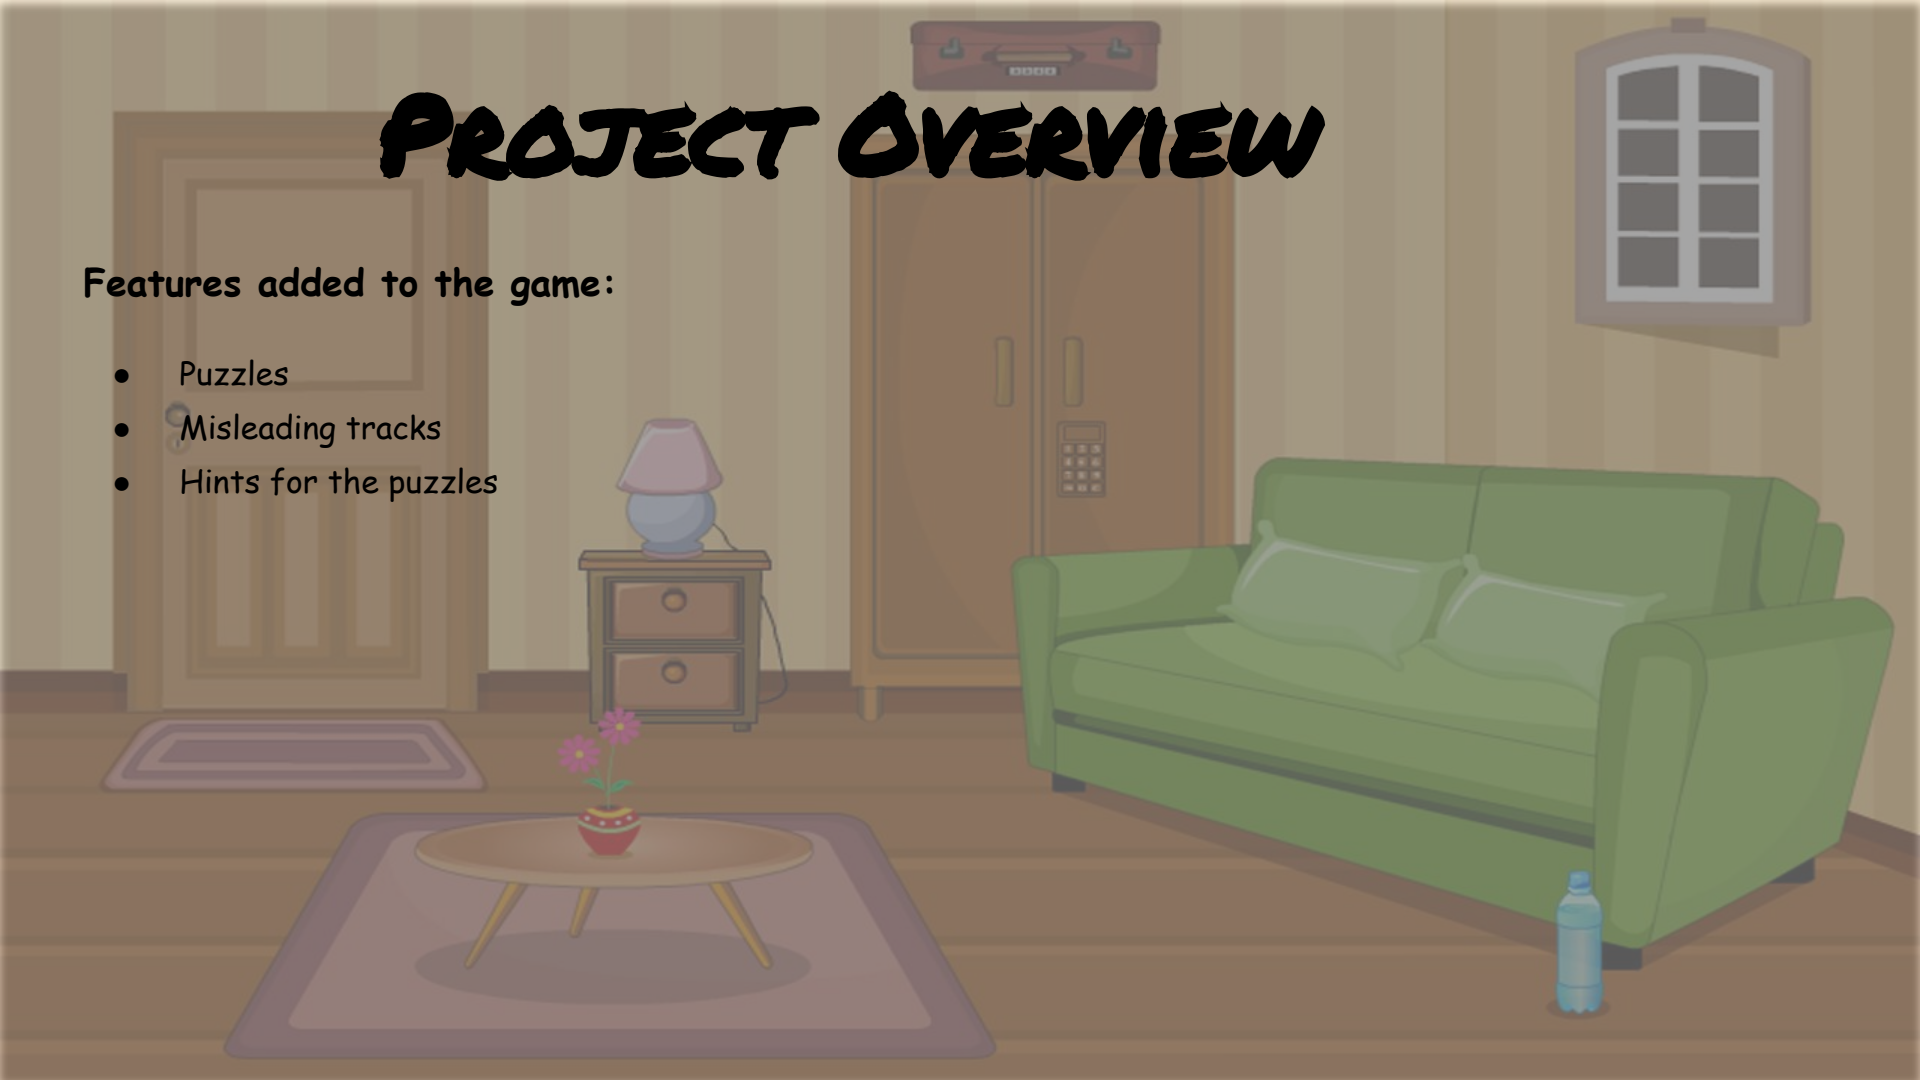 Project Overview
Features added to the game:
● Puzzles
● Misleading tracks
● Hints for the puzzles